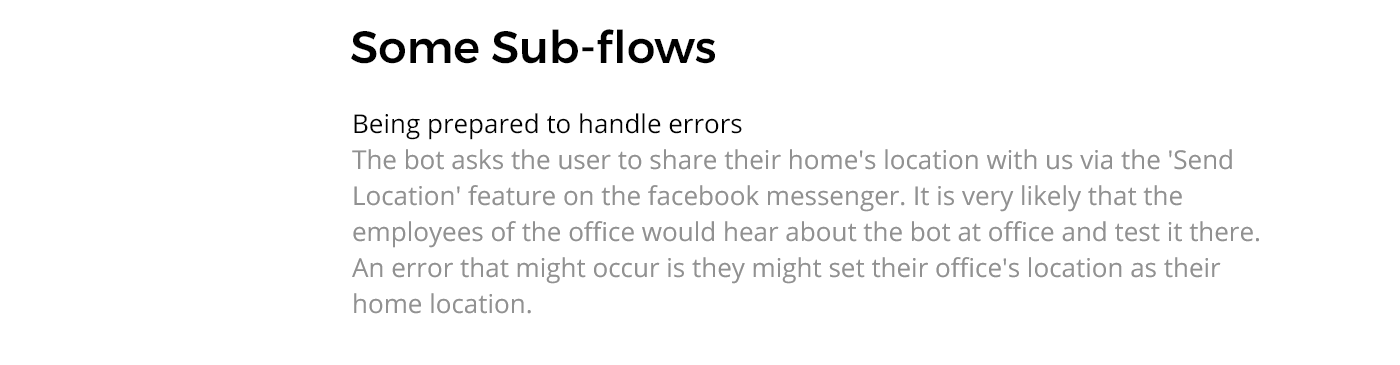 Some Sub-flows
Being prepared to handle errors
The bot asks the user to share their home's location with us via the 'Send
Location' feature on the facebook messenger. It is very likely that the
employees of the office would hear about the bot at office and test it there.
An error that might occur is they might set their office's location as their
home location.